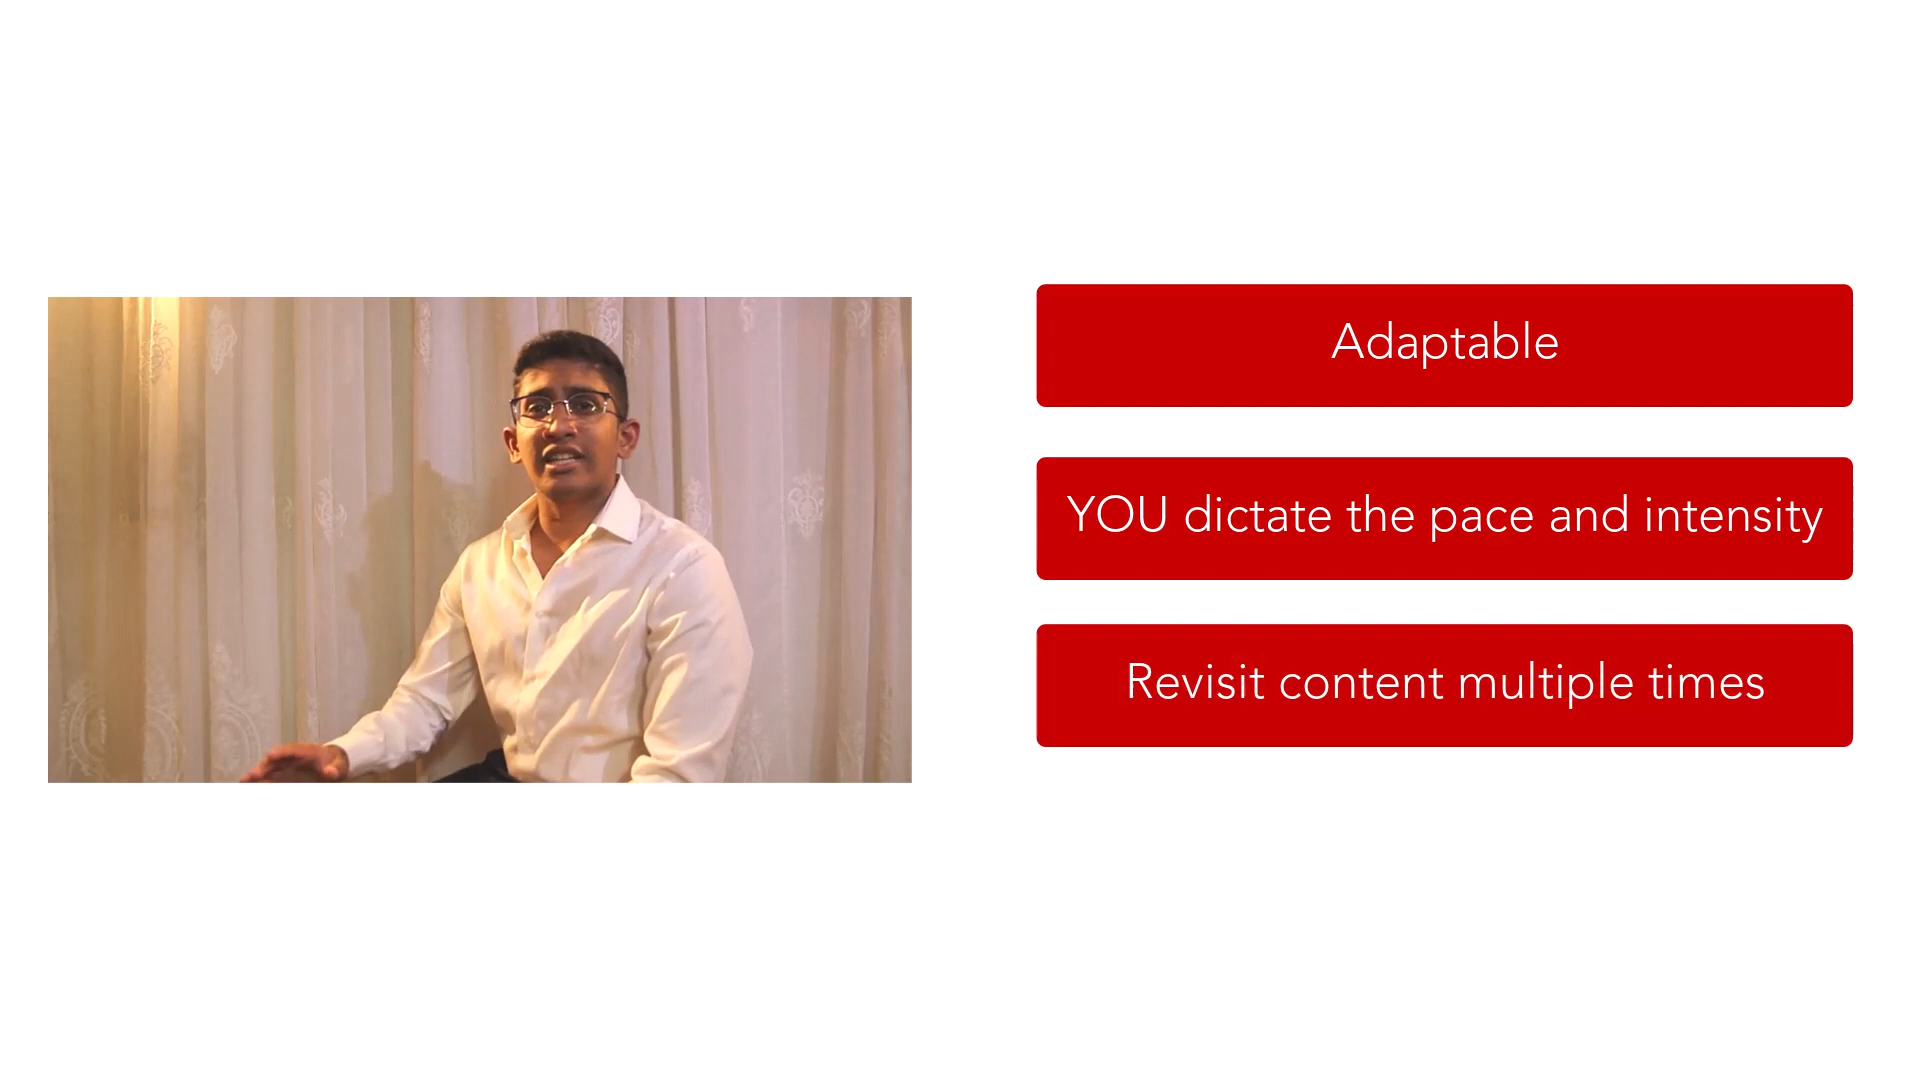 Adaptable
YOU dictate the pace and intensity
Revisit content multiple times